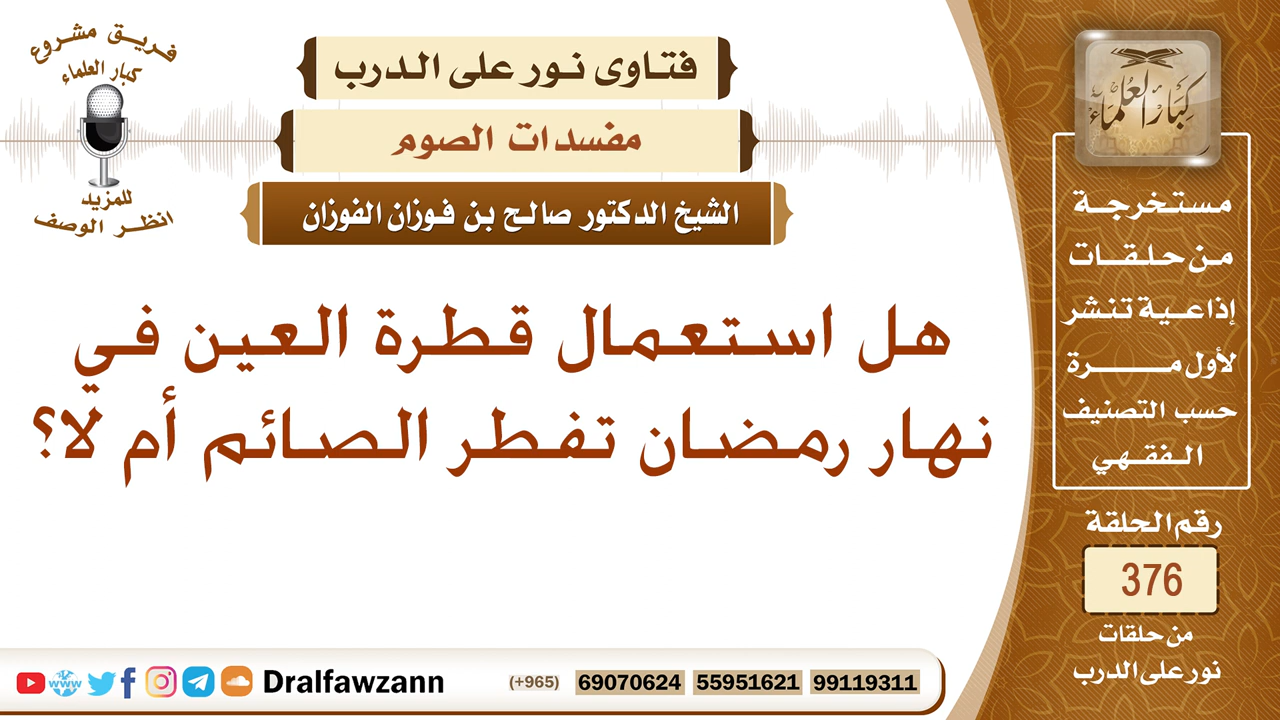 فريق مشروع
كبار العلماء
للمزيد
انظر الوصف
فتاوى نور على الدرب
مفسدات الصوم
الشيخ الدكتور صالح بن فوزان الفوزان
هل استعمال قطرة العين في
نهار رمضان تفطر الصائم أم لا؟
كبار العلماء
مستخرجة
من حلقات
إذاعية تنشر
لأول مرة
حسب التصنيف
الفقهي
رقم الحلقة
376
من حلقات
نور على الدرب
www
Dralfawzann (+965) 69070624 55951621 99119311